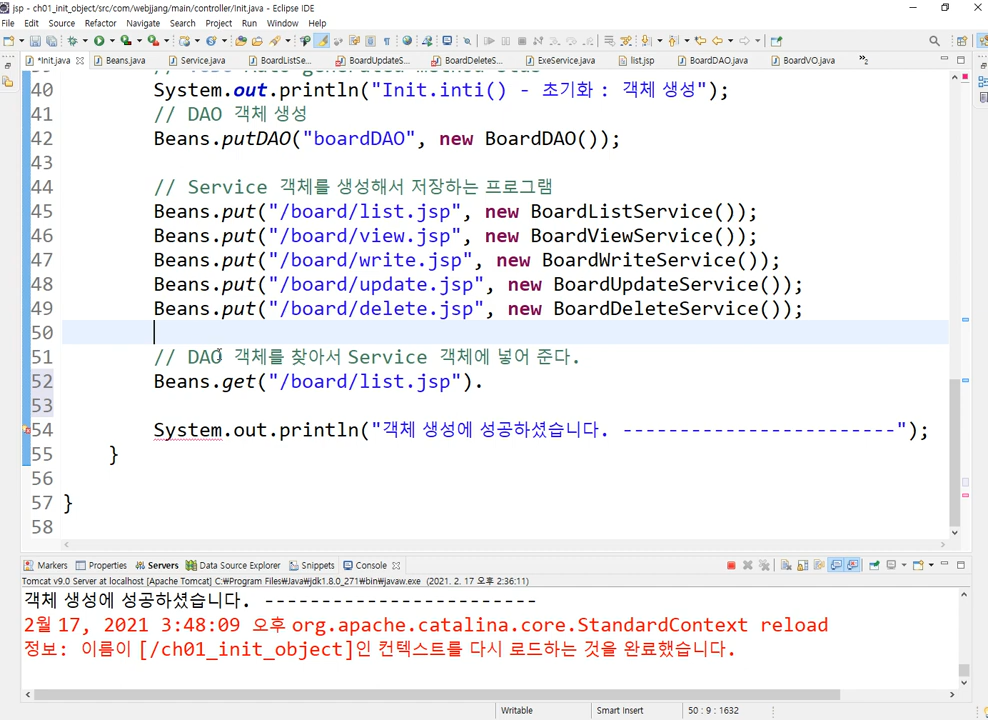 jsp - ch01_init_object/src/com/webjjang/main/controller/Init.java - Eclipse IDE
File Edit Source Refactor Navigate Search Project Run Window Help
*Init.java Beans.java Service.java BoardListSe... BoardUpdateS... BoardDeleteS... ExeService.java list.jsp BoardDAO.java BoardVO.java
40 System.out.println("Init.inti() - 초기화 : 객체 생성");
41 // DAO 객체 생성
42 Beans.putDAO("boardDAO", new BoardDAO());
43
44 // Service 객체를 생성해서 저장하는 프로그램
45 Beans.put("/board/list.jsp", new BoardListService());
46 Beans.put("/board/view.jsp", new BoardViewService());
47 Beans.put("/board/write.jsp", new BoardWriteService());
48 Beans.put("/board/update.jsp", new BoardUpdateService());
49 Beans.put("/board/delete.jsp", new BoardDeleteService());
50
51 // DAO 객체를 찾아서 Service 객체에 넣어 준다.
52 Beans.get("/board/list.jsp").
53
54 System.out.println("객체 생성에 성공하셨습니다. ------------------------");
55 }
56
57 }
58
Markers Properties Servers Data Source Explorer Snippets Console
Tomcat v9.0 Server at localhost [Apache Tomcat] C:₩Program Files₩Java₩jdk1.8.0_271₩bin₩javaw.exe (2021. 2. 17 오후 2:36:11)
객체 생성에 성공하셨습니다. ------------------------
2월 17, 2021 3:48:09 오후 org.apache.catalina.core.StandardContext reload
정보: 이름이 [/ch01_init_object]인 컨텍스트를 다시 로드하는 것을 완료했습니다.
Writable Smart Insert 50 : 9 : 1632